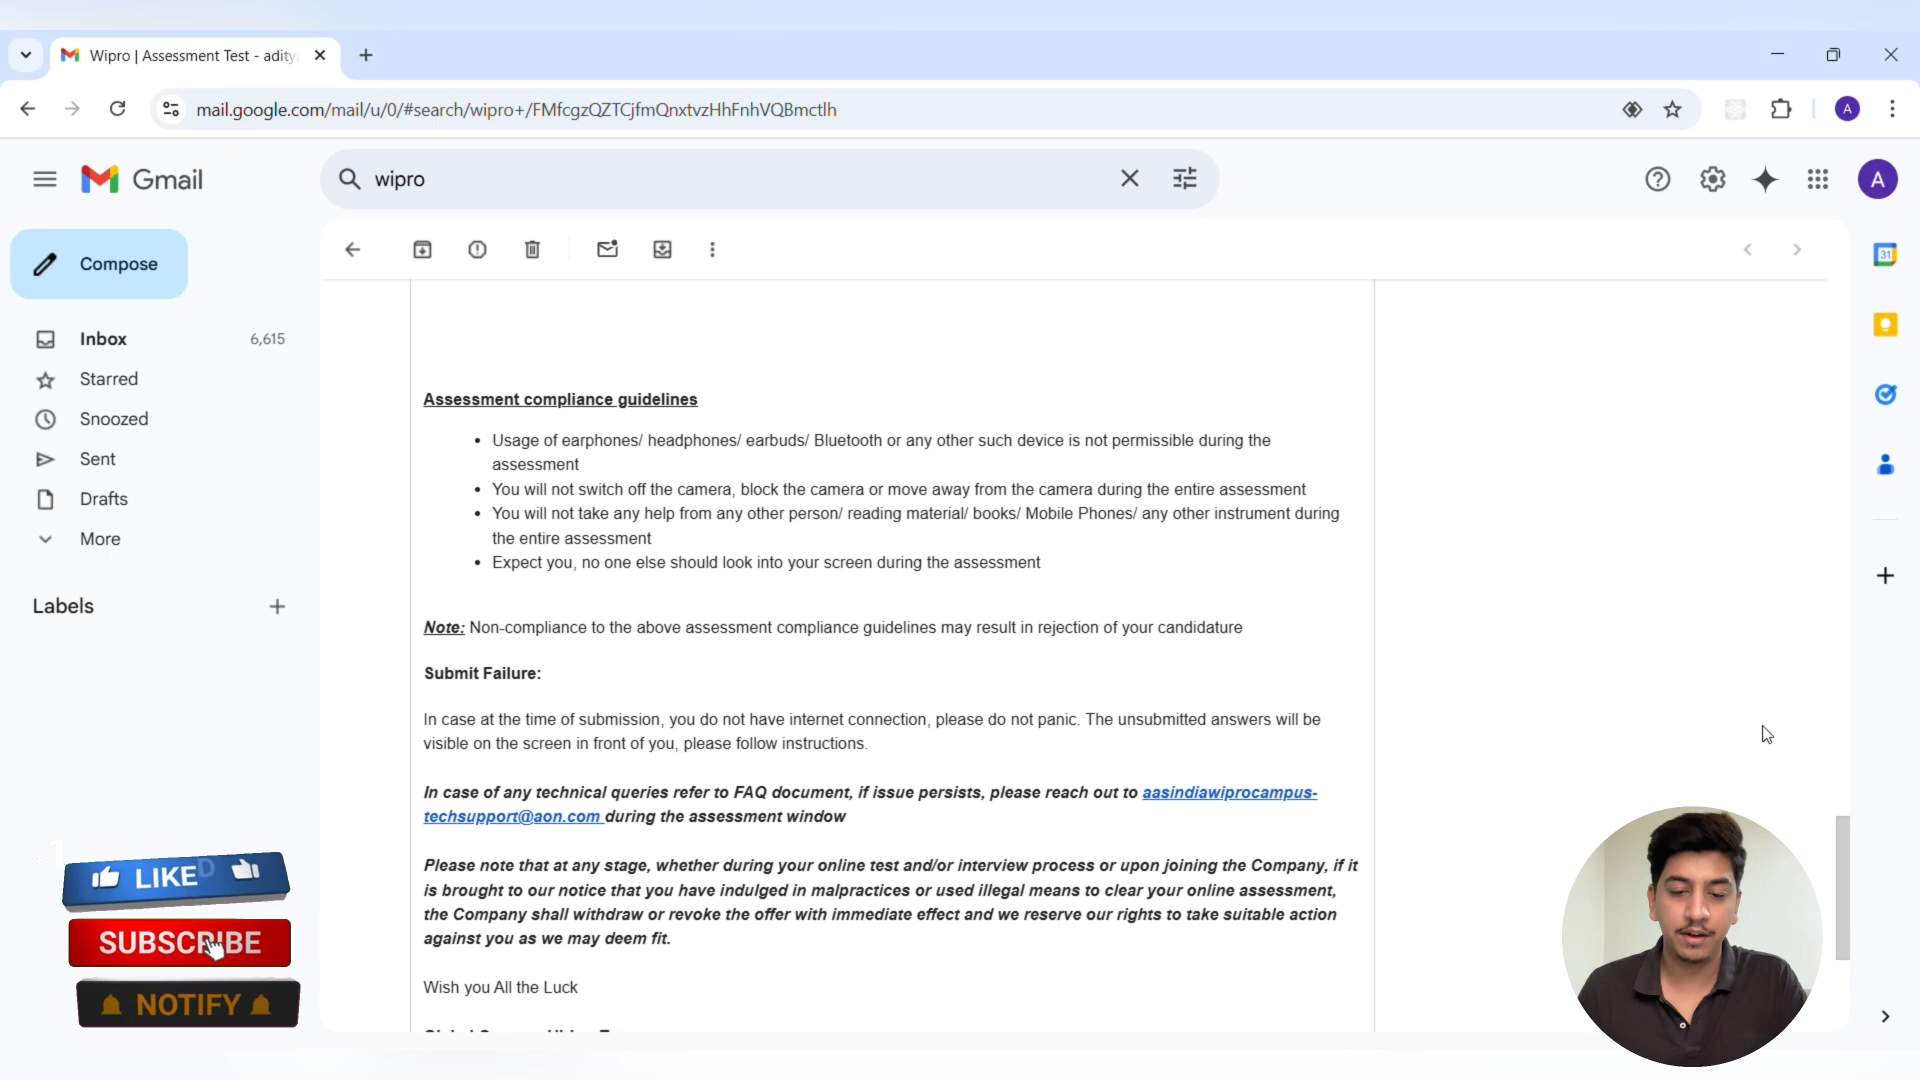 Wipro | Assessment Test - adity
mail.google.com/mail/u/0/#search/wipro+/FMfcgzQZTCjfmQnxtvzHhFnhVQBmctlh
A
Gmail
wipro
A
Compose
31
Inbox 6,615
Starred
Snoozed
Sent
Drafts
More
Labels
Assessment compliance guidelines
• Usage of earphones/ headphones/ earbuds/ Bluetooth or any other such device is not permissible during the
assessment
• You will not switch off the camera, block the camera or move away from the camera during the entire assessment
• You will not take any help from any other person/ reading material/ books/ Mobile Phones/ any other instrument during
the entire assessment
• Expect you, no one else should look into your screen during the assessment
Note: Non-compliance to the above assessment compliance guidelines may result in rejection of your candidature
Submit Failure:
In case at the time of submission, you do not have internet connection, please do not panic. The unsubmitted answers will be
visible on the screen in front of you, please follow instructions.
In case of any technical queries refer to FAQ document, if issue persists, please reach out to aasindiawiprocampus-
techsupport@aon.com during the assessment window
Please note that at any stage, whether during your online test and/or interview process or upon joining the Company, if it
is brought to our notice that you have indulged in malpractices or used illegal means to clear your online assessment,
the Company shall withdraw or revoke the offer with immediate effect and we reserve our rights to take suitable action
against you as we may deem fit.
Wish you All the Luck
LIKED
SUBSCRIBE
NOTIFY